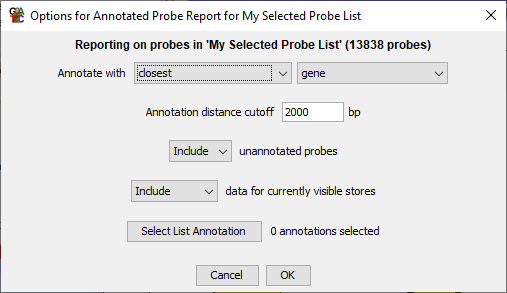 Options for Annotated Probe Report for My Selected Probe List
Reporting on probes in 'My Selected Probe List' (13838 probes)
Annotate with closest gene
Annotation distance cutoff 2000 bp
Include unannotated probes
Include data for currently visible stores
Select List Annotation 0 annotations selected
Cancel OK